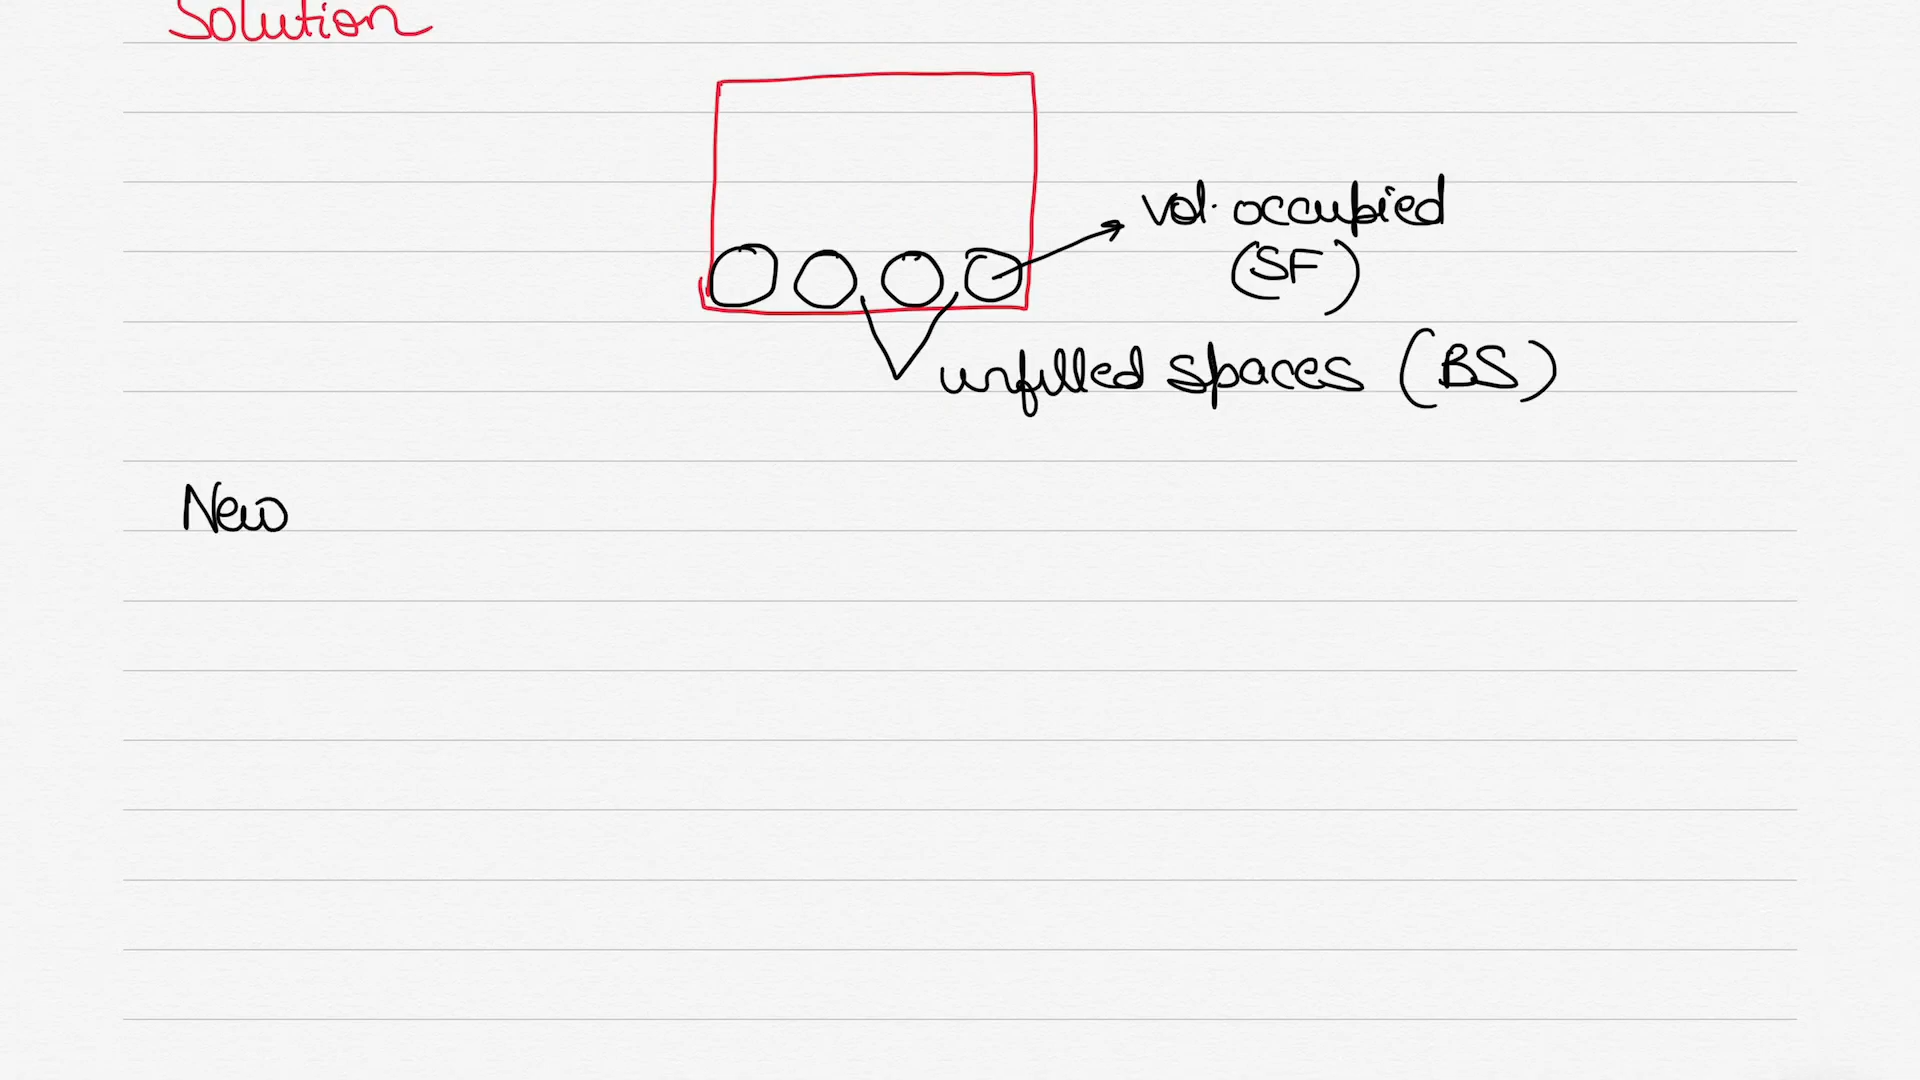 Solution
vol. occupied
(SF)
unfilled spaces (BS)
New